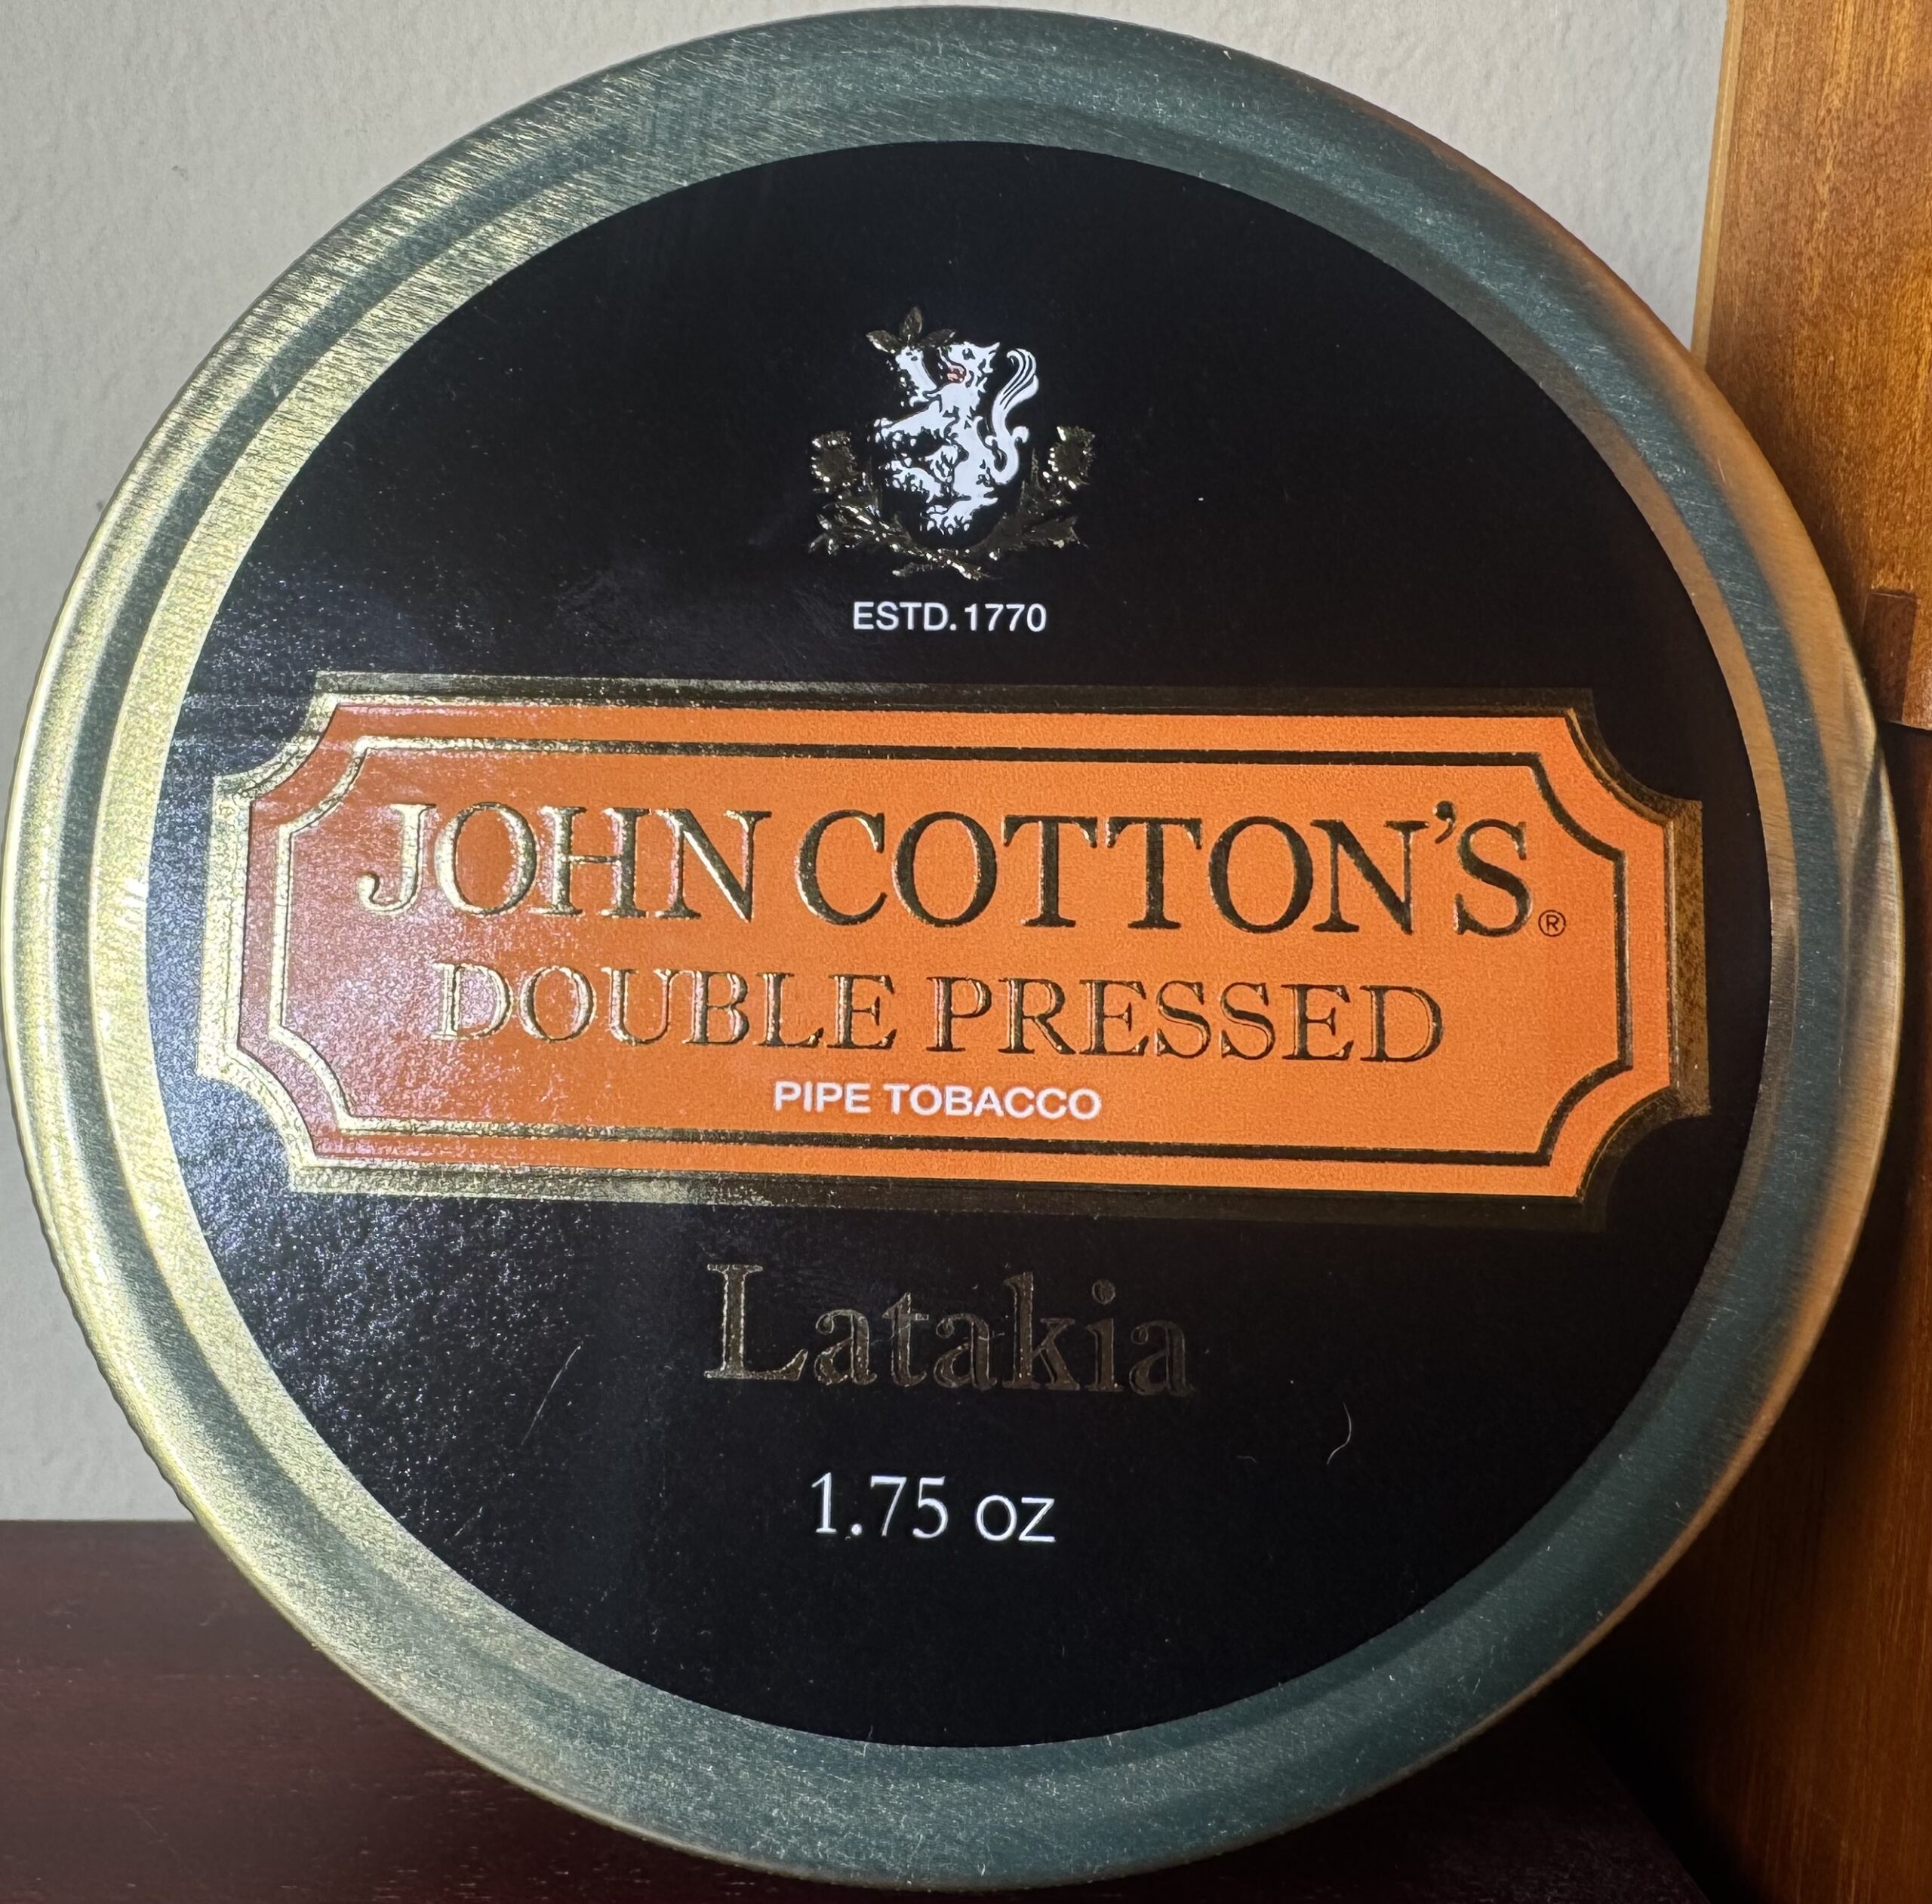 ESTD. 1770
JOHN COTTON'S®
DOUBLE PRESSED
PIPE TOBACCO
Latakia
1.75 oz